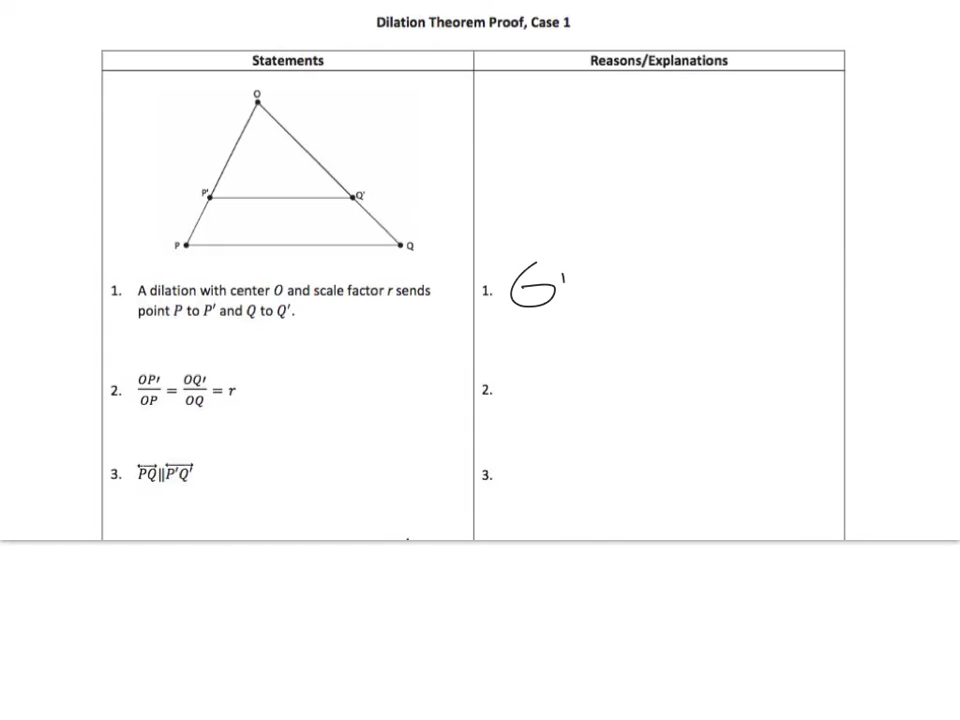 Dilation Theorem Proof, Case 1
Statements
Reasons/Explanations
O
P'
Q'
P
Q
1. A dilation with center O and scale factor r sends
point P to P′ and Q to Q′.
1. Gi
2. OP′/OP = OQ′/OQ = r
2.
3. PQ||P′Q′
3.